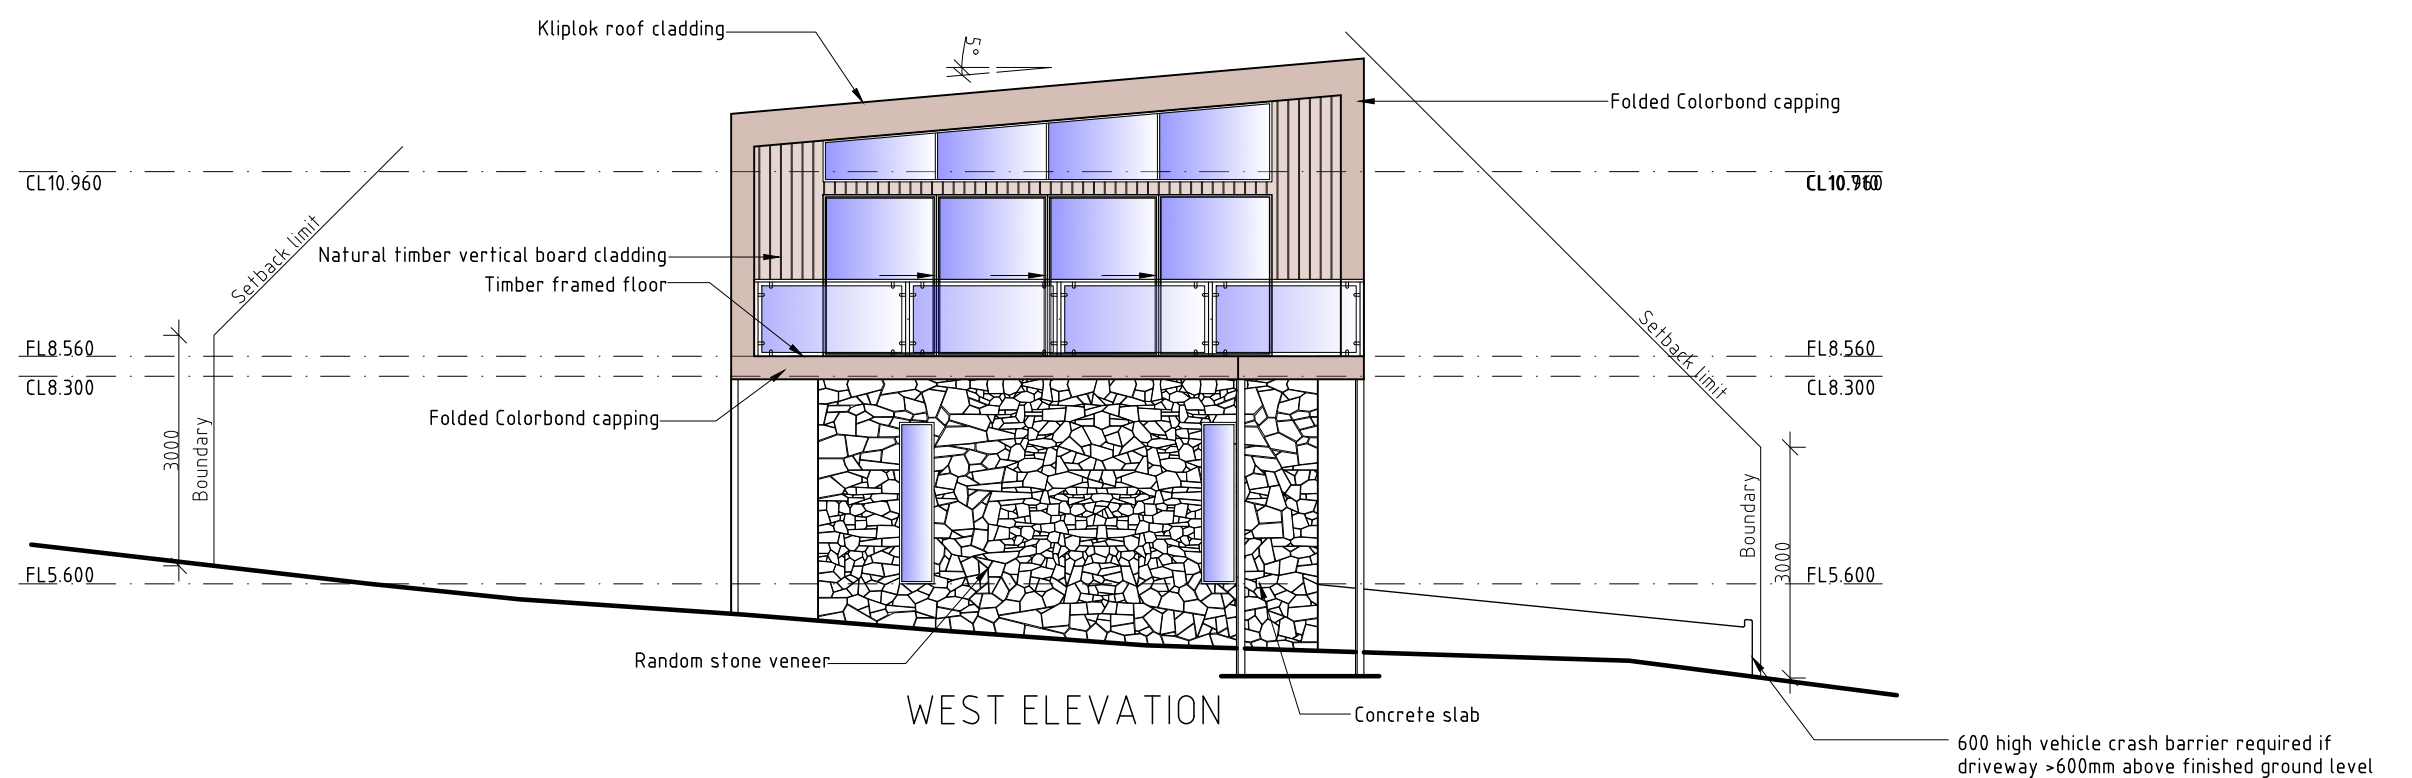 Kliplok roof cladding
5°
Folded Colorbond capping
CL10.960
Setback limit
Natural timber vertical board cladding
Timber framed floor
Setback limit
FL8.560
FL8.560
CL8.300
CL8.300
Folded Colorbond capping
3000
Boundary
Boundary
3000
FL5.600
FL5.600
Random stone veneer
WEST ELEVATION
Concrete slab
600 high vehicle crash barrier required if
driveway >600mm above finished ground level